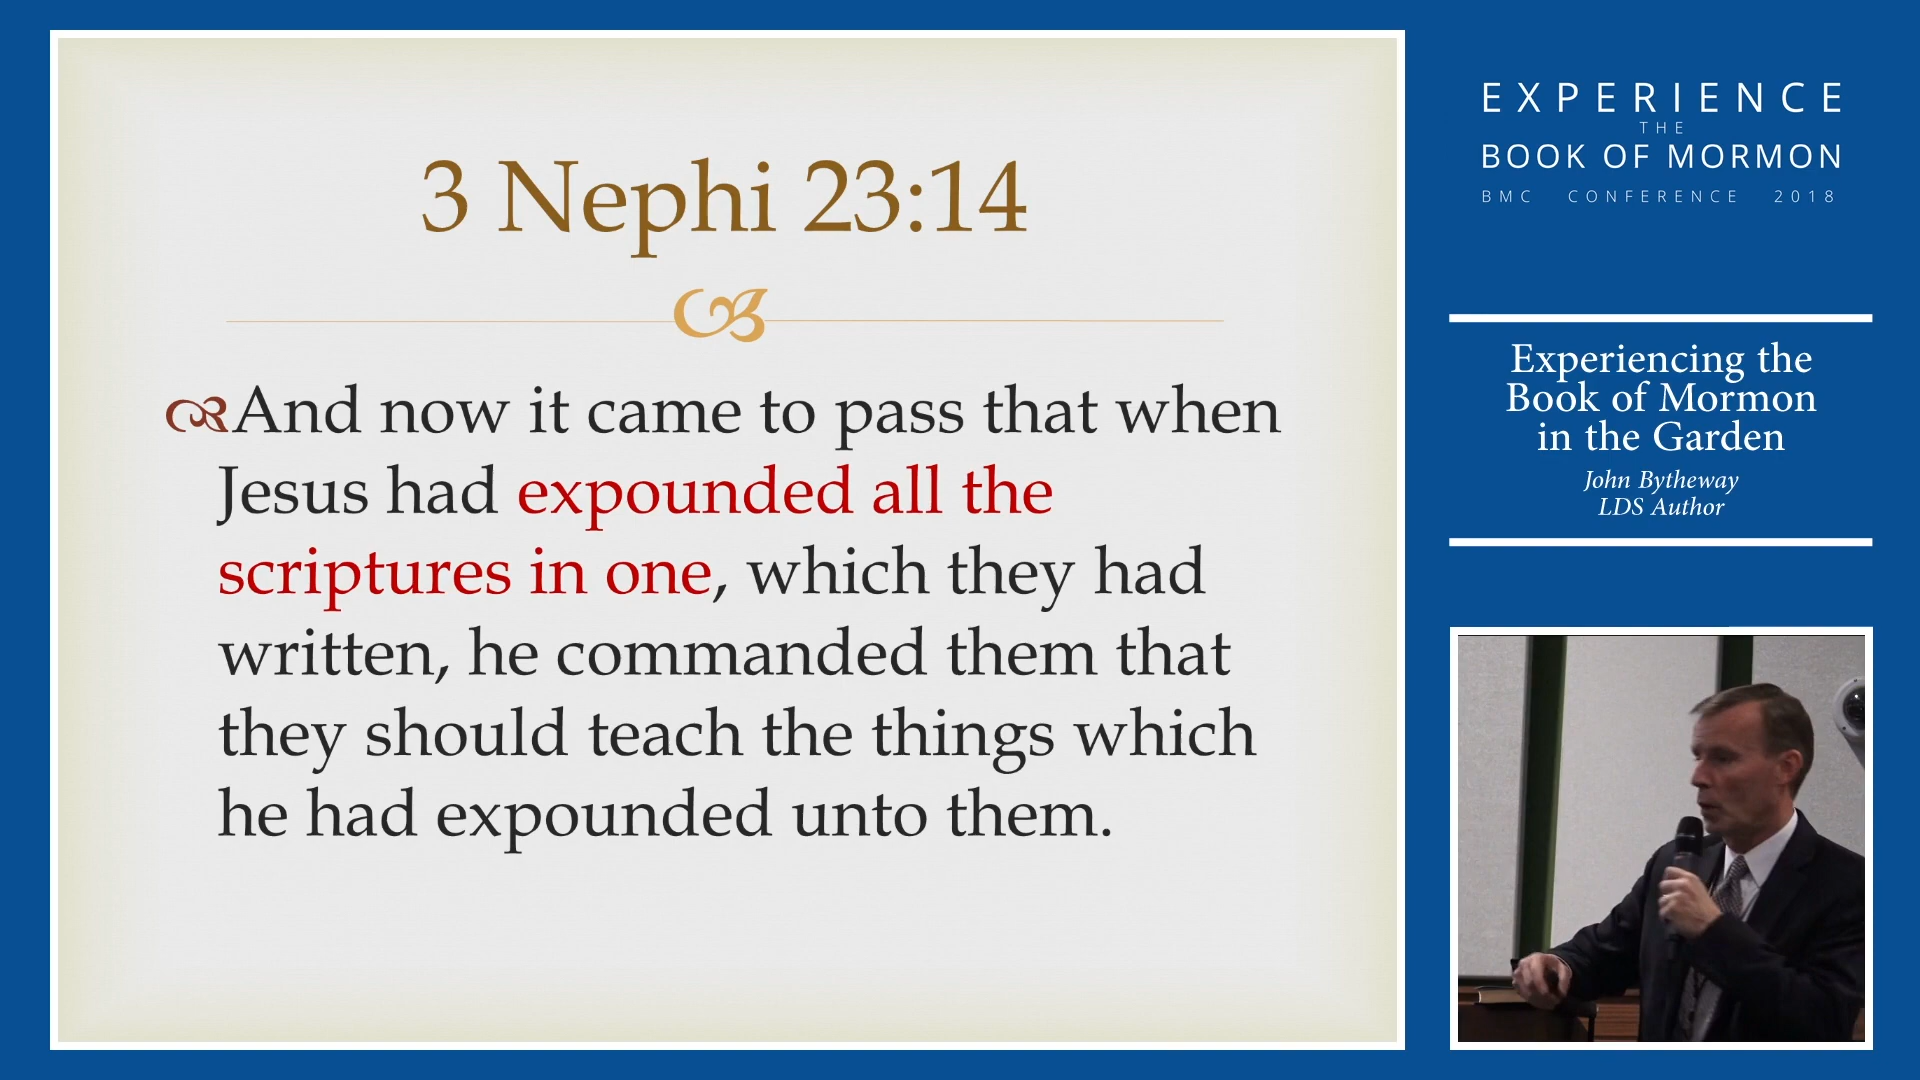 3 Nephi 23:14
And now it came to pass that when
Jesus had expounded all the
scriptures in one, which they had
written, he commanded them that
they should teach the things which
he had expounded unto them.
EXPERIENCE
THE
BOOK OF MORMON
BMC CONFERENCE 2018
Experiencing the
Book of Mormon
in the Garden
John Bytheway
LDS Author